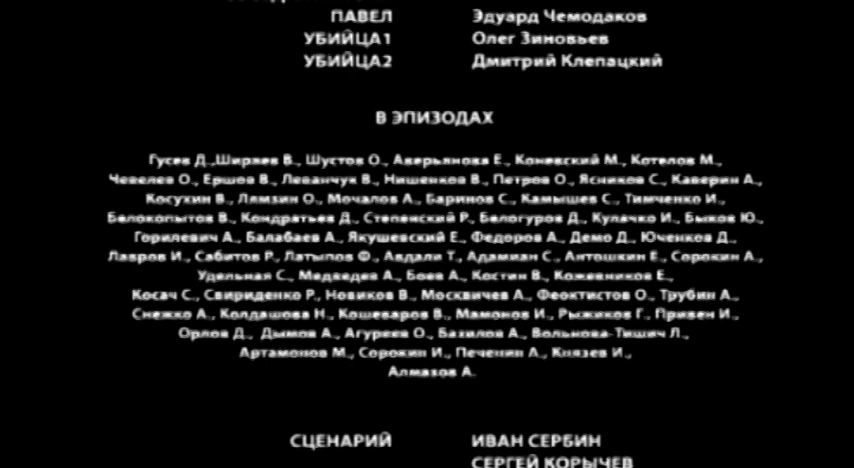 ПАВЕЛ Эдуард Чемодаков
УБИЙЦА1 Олег Зиновьев
УБИЙЦА2 Дмитрий Клепацкий
В ЭПИЗОДАХ
Гусев Д.,Ширяев В., Шустов О., Аверьянова Е., Коневский М., Котелов М.,
Чевелев О., Ершов В., Леванчук В., Нишенков В., Петров О., Ясников С., Каверин А.,
Косухин В., Лямзин О., Мочалов А., Баринов С., Камышев С., Тимченко И.,
Белокопытов В., Кондратьев Д., Степенский Р., Белогуров Д., Кулачко И., Быков Ю.,
Горилевич А., Балабаев А., Якушевский Е., Федоров А., Демо Д., Юченков Д.,
Лавров И., Сабитов Р., Латыпов Ф., Авдали Т., Адамиан С., Антошкин Е., Сорокин А.,
Удельная С., Медведев А., Боев А., Костин В., Кожевников Е.,
Косач С., Свириденко Р., Новиков В., Москвичев А., Феоктистов О., Трубин А.,
Снежко А., Колдашова Н., Кошеваров В., Мамонов И., Рыжиков Г., Привен И.,
Орлов Д., Дымов А., Агуреев О., Базилов А., Вольнова-Тишич Л.,
Артамонов М., Сорокин И., Печенин А., Князев И.,
Алмазов А.
СЦЕНАРИЙ ИВАН СЕРБИН
СЕРГЕЙ КОРЫЧЕВ